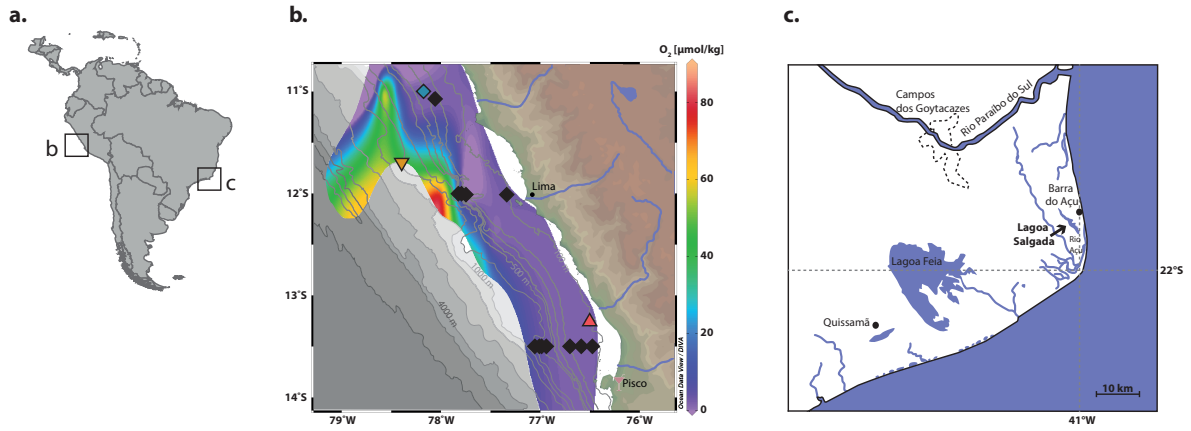 a.
b
c
b.
O2 [µmol/kg]
11°S
12°S
13°S
14°S
79°W
78°W
77°W
76°W
Lima
Pisco
500 m
1000 m
4000 m
Ocean Data View / DIVA
80
60
40
20
0
c.
Campos
dos Goytacazes
Rio Paraíbo do Sul
Barra
do Açu
Lagoa
Salgada
Rio
Açu
Lagoa Feia
22°S
Quissamã
10 km
41°W